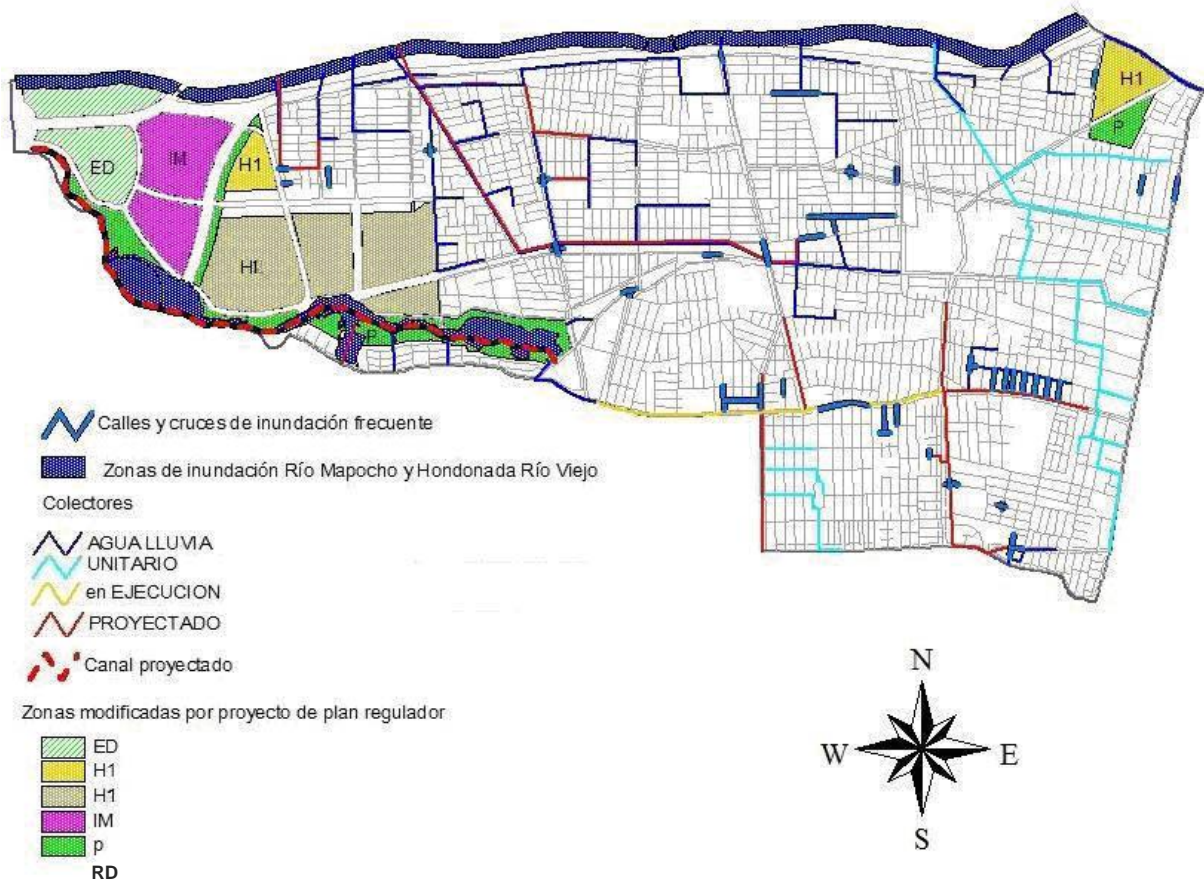 H1
P
ED
IM
H1
H1
P
Calles y cruces de inundación frecuente
Zonas de inundación Río Mapocho y Hondonada Río Viejo
Colectores
AGUA LLUVIA
UNITARIO
en EJECUCION
PROYECTADO
Canal proyectado
Zonas modificadas por proyecto de plan regulador
ED
H1
H1
IM
p
RD
N
W
E
S